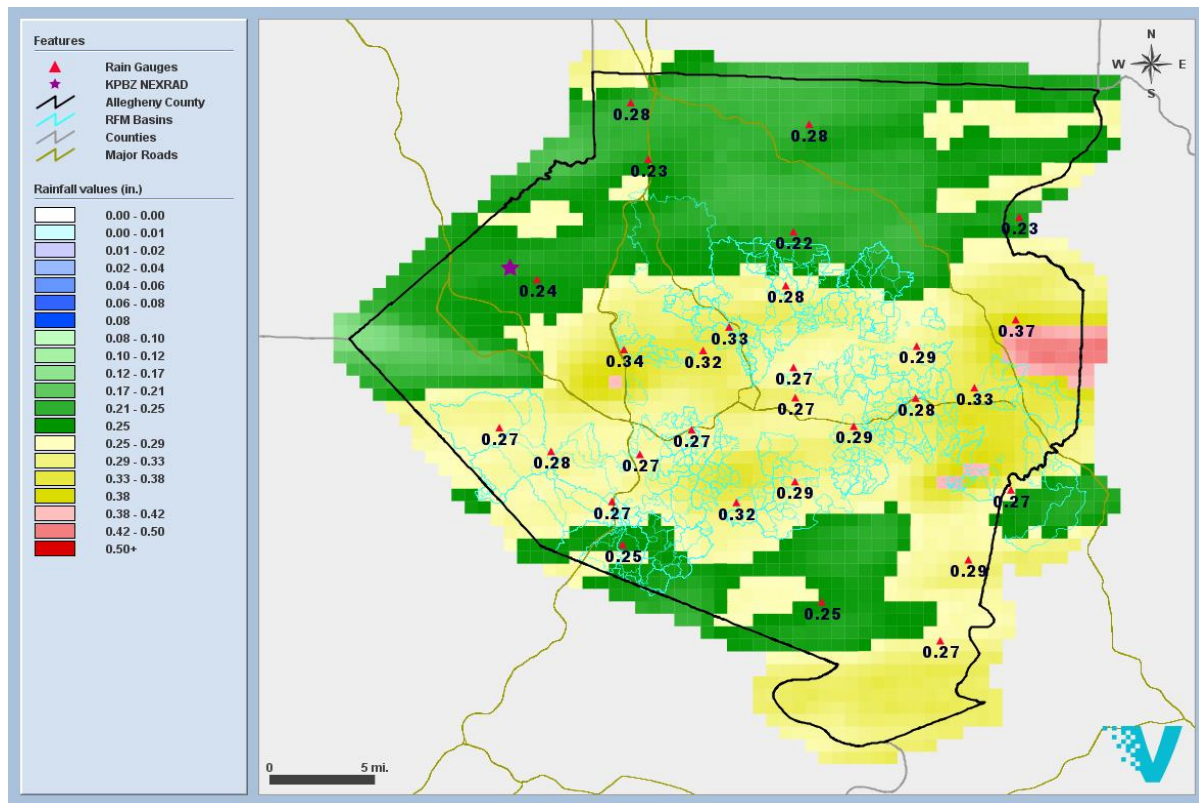 Features
Rain Gauges
KPBZ NEXRAD
Allegheny County
RFM Basins
Counties
Major Roads
Rainfall values (in.)
0.00 - 0.00
0.00 - 0.01
0.01 - 0.02
0.02 - 0.04
0.04 - 0.06
0.06 - 0.08
0.08
0.08 - 0.10
0.10 - 0.12
0.12 - 0.17
0.17 - 0.21
0.21 - 0.25
0.25
0.25 - 0.29
0.29 - 0.33
0.33 - 0.38
0.38
0.38 - 0.42
0.42 - 0.50
0.50+
N
W E
S
0.28
0.28
0.23
0.23
0.22
0.24
0.28
0.37
0.33
0.34
0.32
0.29
0.27
0.33
0.27
0.28
0.27
0.29
0.28
0.27
0.29
0.27
0.27
0.32
0.27
0.25
0.29
0.25
0.27
0 5 mi.
V